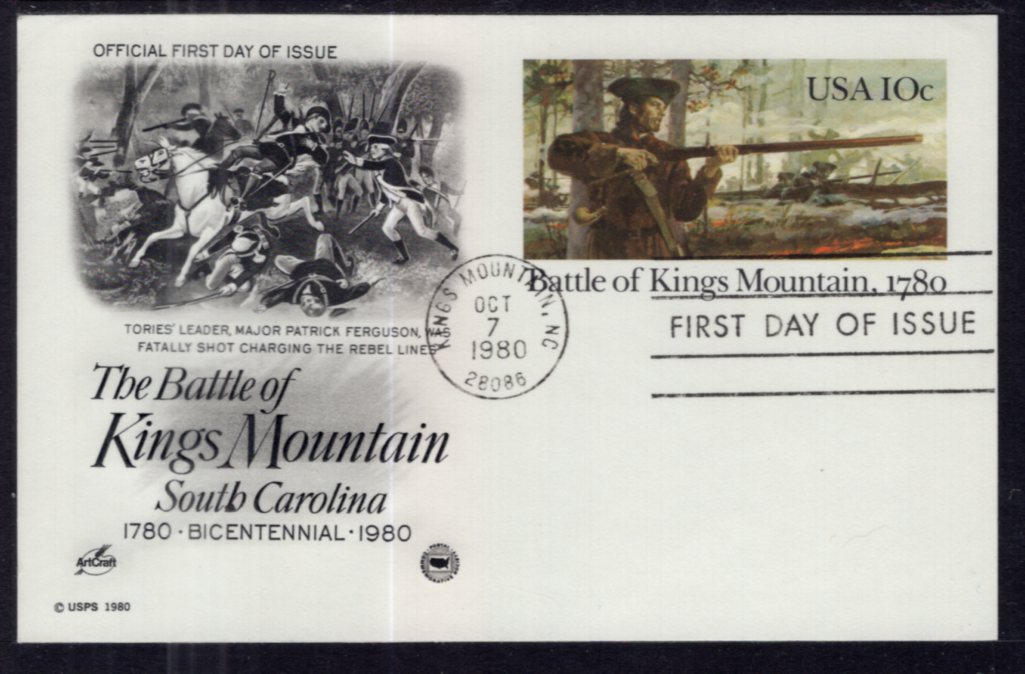 OFFICIAL FIRST DAY OF ISSUE
USA 10c
Battle of Kings Mountain, 1780
TORIES' LEADER, MAJOR PATRICK FERGUSON, WAS
FATALLY SHOT CHARGING THE REBEL LINES
KINGS MOUNTAIN, NC
OCT
7
1980
28086
FIRST DAY OF ISSUE
The Battle of
Kings Mountain
South Carolina
1780 · BICENTENNIAL · 1980
ArtCraft
© USPS 1980